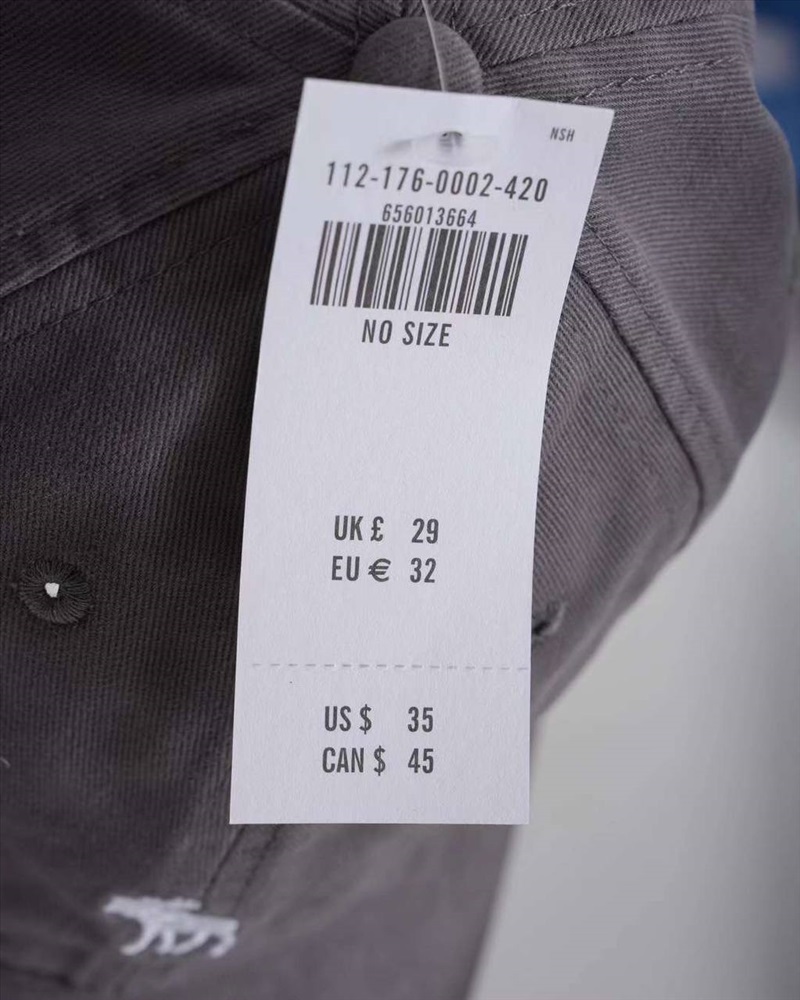 NSH
112-176-0002-420
656013664
NO SIZE
UK £ 29
EU € 32
US $ 35
CAN $ 45